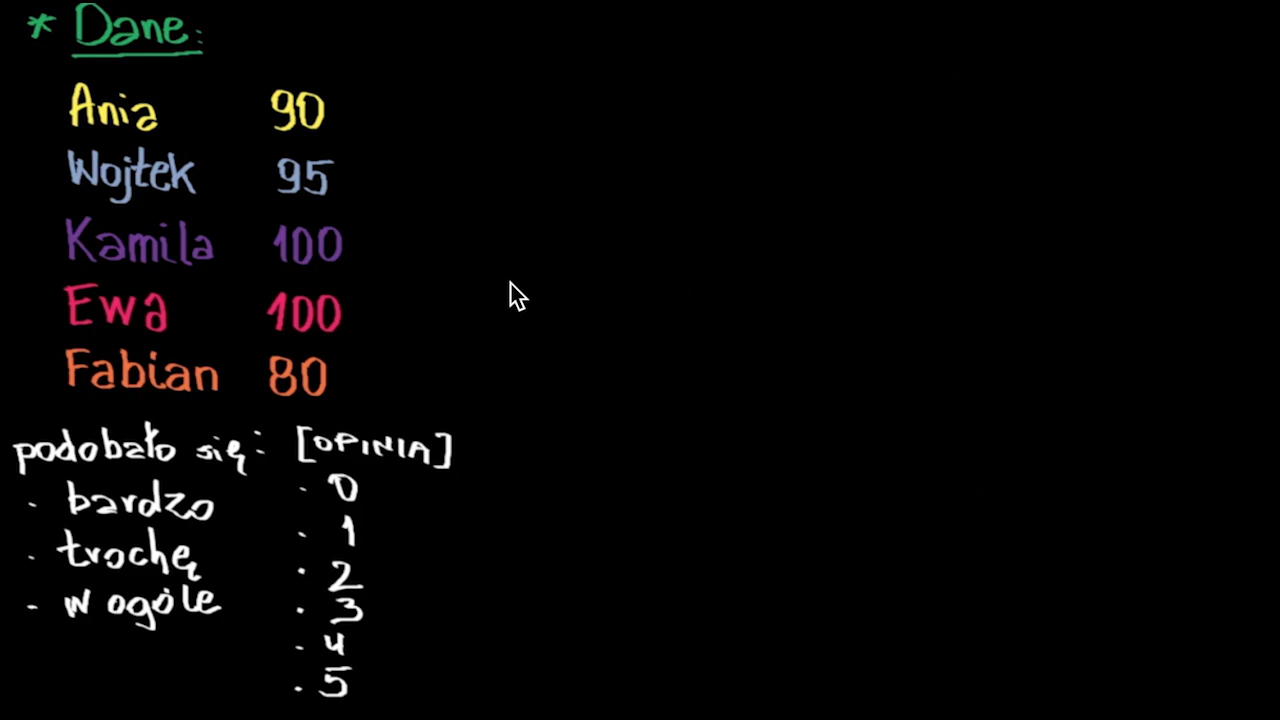 * Dane:
Ania 90
Wojtek 95
Kamila 100
Ewa 100
Fabian 80
podobało się: [OPINIA]
· bardzo · 0
· trochę · 1
· w ogóle · 2
· 3
· 4
· 5